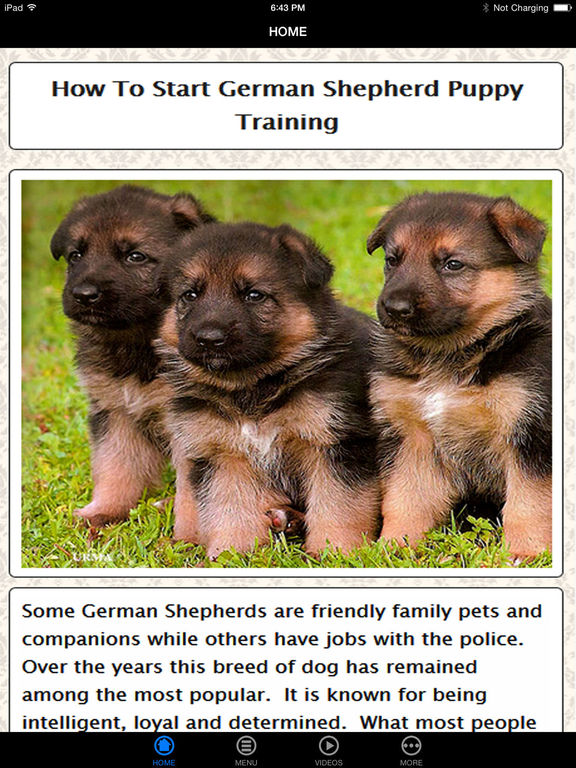 iPad 6:43 PM Not Charging
HOME
How To Start German Shepherd Puppy
Training
URMA
Some German Shepherds are friendly family pets and
companions while others have jobs with the police.
Over the years this breed of dog has remained
among the most popular.  It is known for being
intelligent, loyal and determined.  What most people
HOME MENU VIDEOS MORE